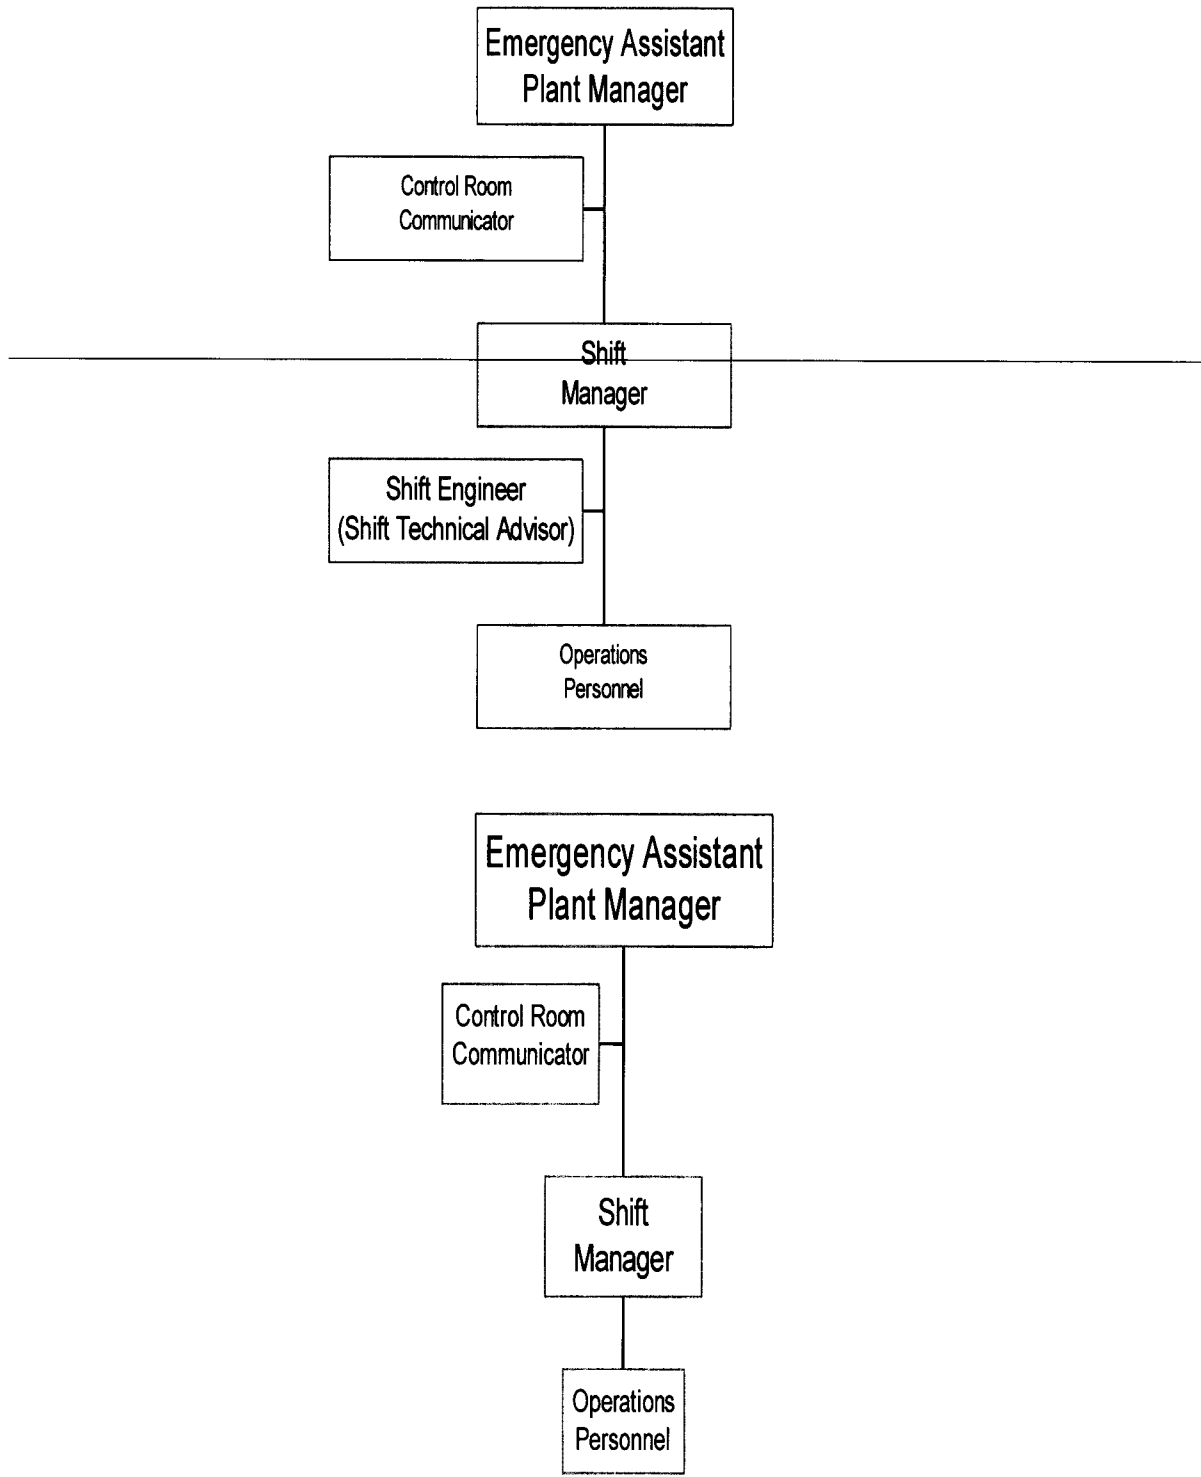 Emergency Assistant
Plant Manager
Control Room
Communicator
Shift
Manager
Shift Engineer
(Shift Technical Advisor)
Operations
Personnel
Emergency Assistant
Plant Manager
Control Room
Communicator
Shift
Manager
Operations
Personnel